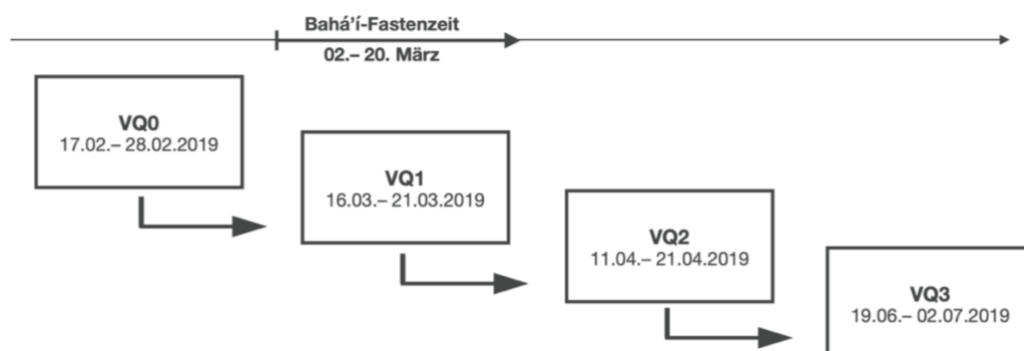 Bahá'í-Fastenzeit
02.– 20. März
VQ0
17.02.– 28.02.2019
VQ1
16.03.– 21.03.2019
VQ2
11.04.– 21.04.2019
VQ3
19.06.– 02.07.2019